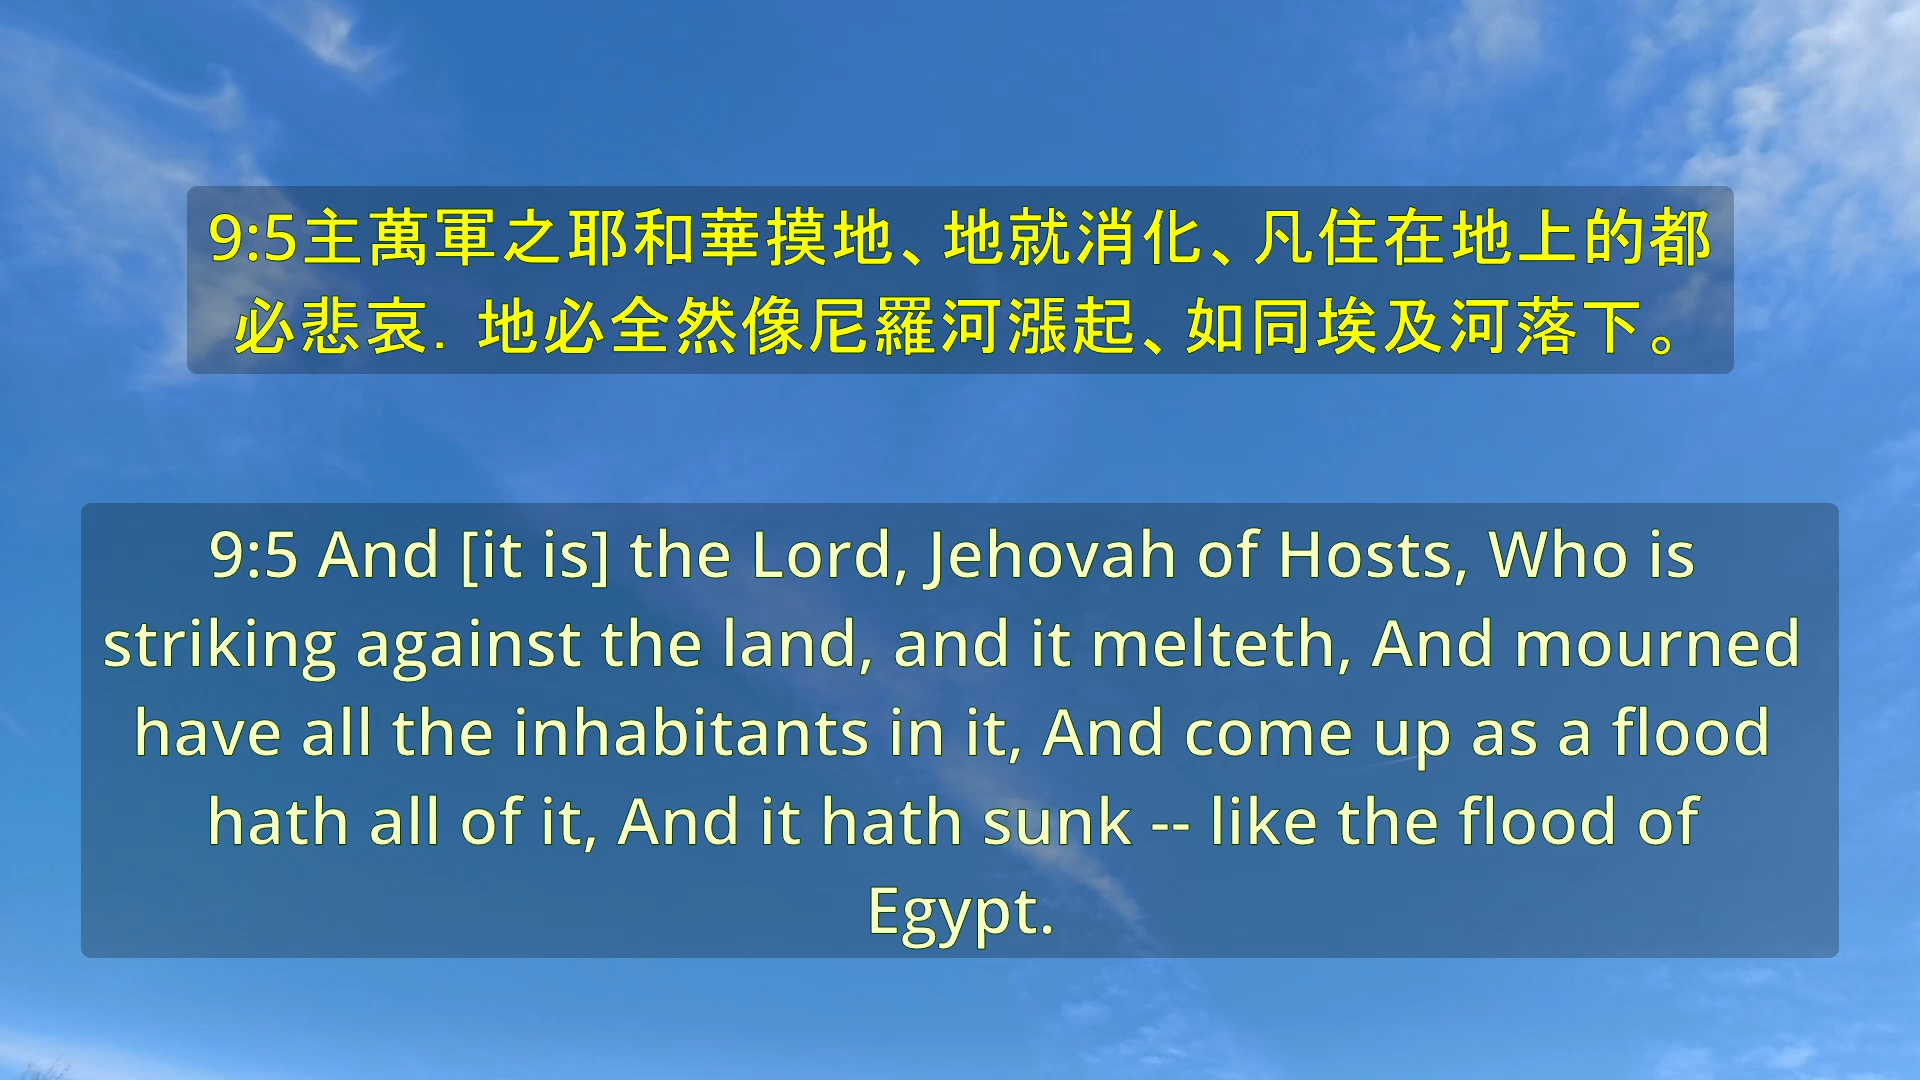 9:5主萬軍之耶和華摸地、地就消化、凡住在地上的都
必悲哀．地必全然像尼羅河漲起、如同埃及河落下。
9:5 And [it is] the Lord, Jehovah of Hosts, Who is
striking against the land, and it melteth, And mourned
have all the inhabitants in it, And come up as a flood
hath all of it, And it hath sunk -- like the flood of
Egypt.